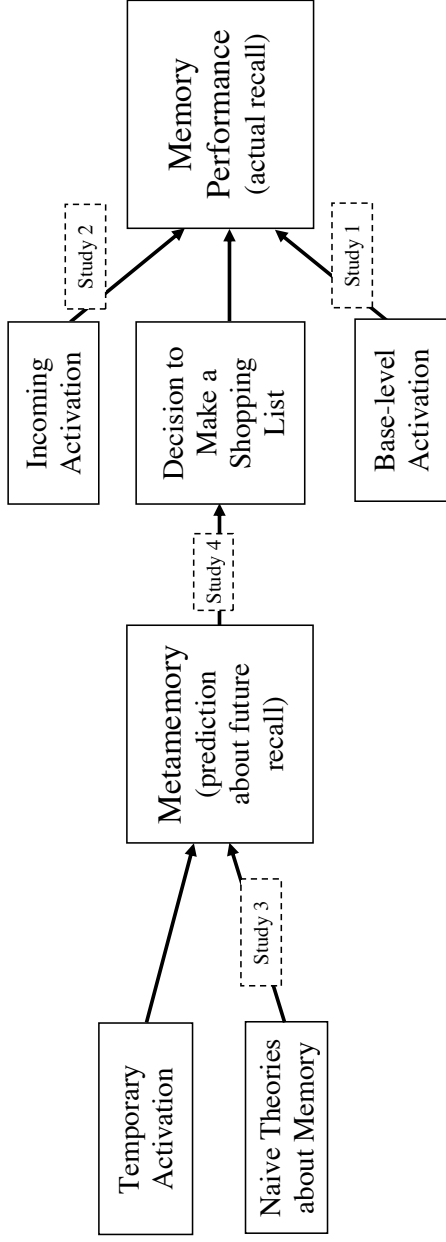 Temporary
Activation
Naive Theories
about Memory
Study 3
Metamemory
(prediction
about future
recall)
Study 4
Incoming
Activation
Decision to
Make a
Shopping
List
Base-level
Activation
Study 2
Study 1
Memory
Performance
(actual recall)